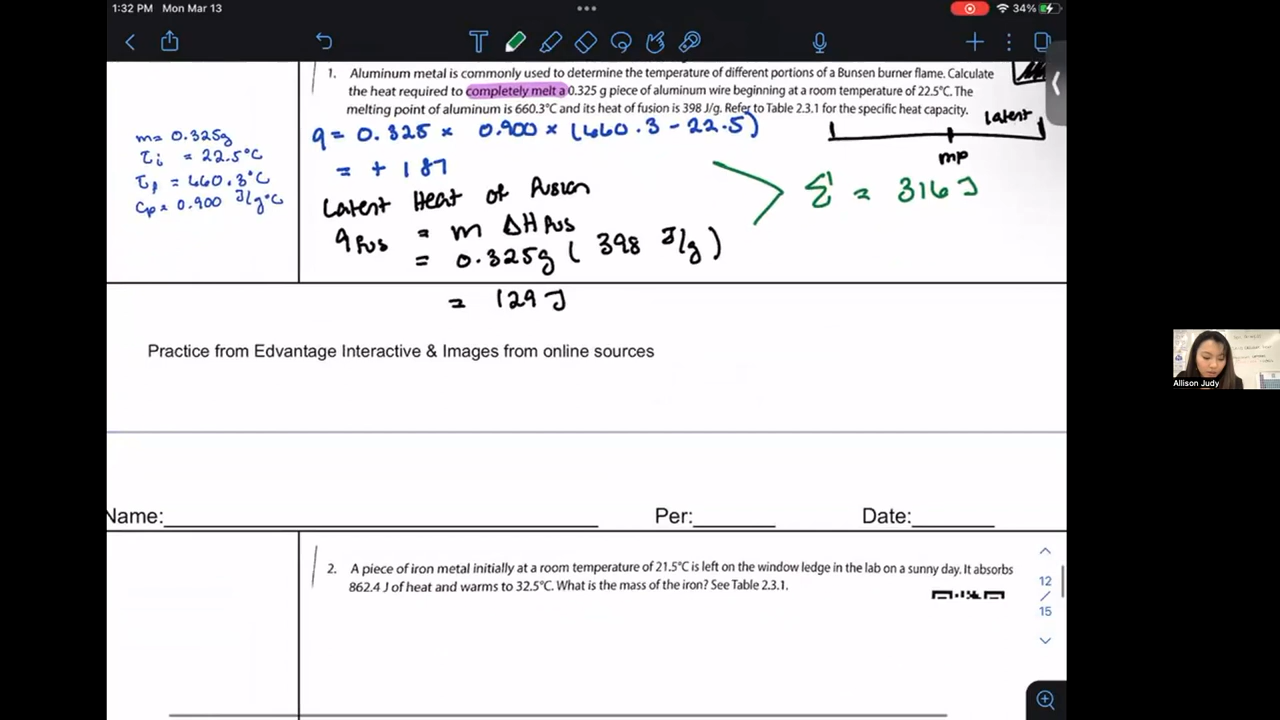 1:32 PM Mon Mar 13
34%
1. Aluminum metal is commonly used to determine the temperature of different portions of a Bunsen burner flame. Calculate
the heat required to completely melt a 0.325 g piece of aluminum wire beginning at a room temperature of 22.5°C. The
melting point of aluminum is 660.3°C and its heat of fusion is 398 J/g. Refer to Table 2.3.1 for the specific heat capacity.
m= 0.325g
Ti = 22.5°C
Tf = 660.3°C
Cp = 0.900 J/g°C
q = 0.325 × 0.900 × (660.3 - 22.5)
= + 187
Latent Heat of Fusion
q fus = m ΔH fus
= 0.325g ( 398 J/g )
= 129 J
latent
mp
Σ = 316 J
Practice from Edvantage Interactive & Images from online sources
Name: Per: Date:
2. A piece of iron metal initially at a room temperature of 21.5°C is left on the window ledge in the lab on a sunny day. It absorbs
862.4 J of heat and warms to 32.5°C. What is the mass of the iron? See Table 2.3.1.
12
/
15
Allison Judy